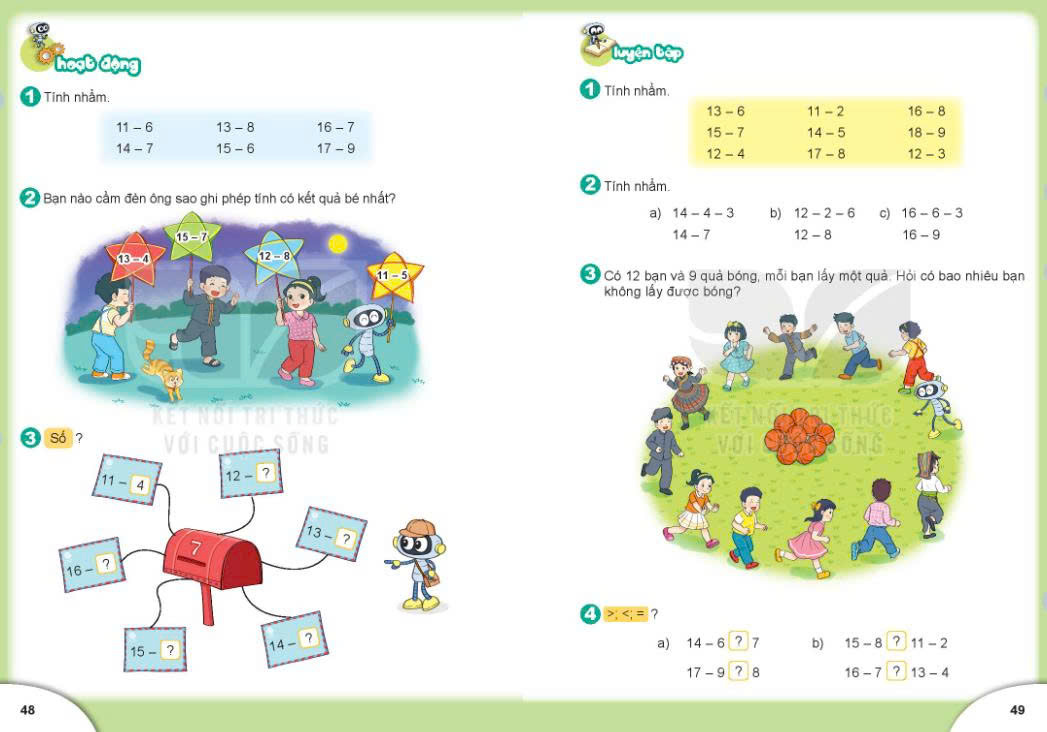 hoạt động
1 Tính nhẩm.
11 – 6 13 – 8 16 – 7
14 – 7 15 – 6 17 – 9
2 Bạn nào cầm đèn ông sao ghi phép tính có kết quả bé nhất?
15 – 7
13 – 4
12 – 8
11 – 5
KẾT NỐI TRI THỨC
VỚI CUỘC SỐNG
3 Số ?
11 – 4
12 – ?
13 – ?
7
16 – ?
15 – ?
14 – ?
48
luyện tập
1 Tính nhẩm.
13 – 6 11 – 2 16 – 8
15 – 7 14 – 5 18 – 9
12 – 4 17 – 8 12 – 3
2 Tính nhẩm.
a) 14 – 4 – 3 b) 12 – 2 – 6 c) 16 – 6 – 3
14 – 7 12 – 8 16 – 9
3 Có 12 bạn và 9 quả bóng, mỗi bạn lấy một quả. Hỏi có bao nhiêu bạn
không lấy được bóng?
KẾT NỐI TRI THỨC
VỚI CUỘC SỐNG
4 >; <; = ?
a) 14 – 6 ? 7 b) 15 – 8 ? 11 – 2
17 – 9 ? 8 16 – 7 ? 13 – 4
49